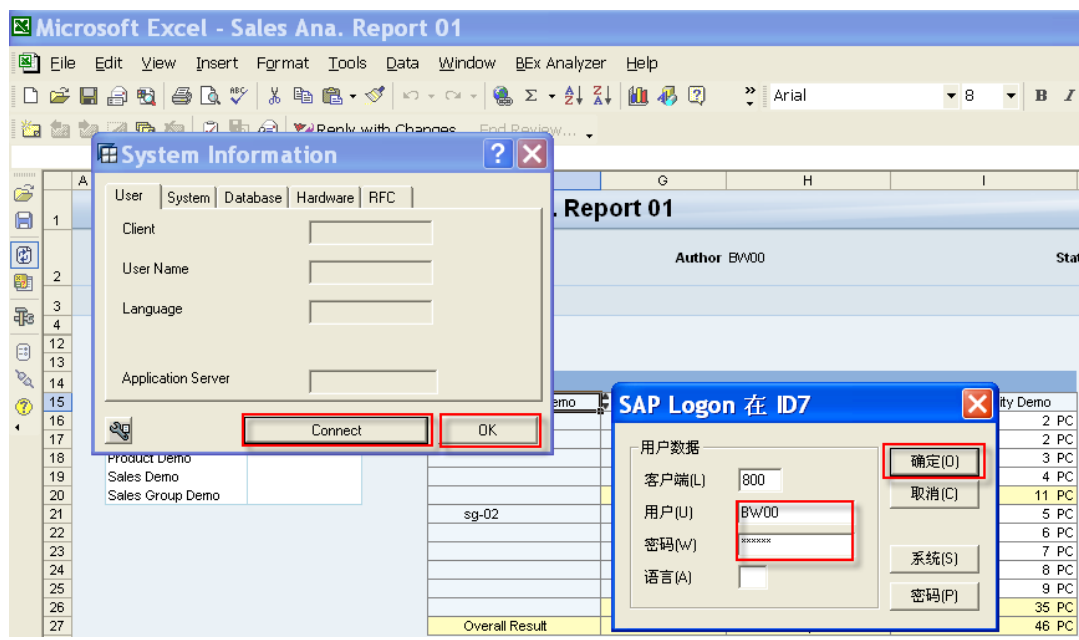 Microsoft Excel - Sales Ana. Report 01
File Edit View Insert Format Tools Data Window BEx Analyzer Help
Arial 8 B I
Reply with Changes... End Review...
System Information
A G H I
User System Database Hardware RFC
1 . Report 01
Client
2 Author BW00
User Name
3
Language
4
12
13
Application Server
14
15
SAP Logon 在 ID7
16 2 PC
Connect OK
17 2 PC
用户数据
18 Product Demo 3 PC
确定(O)
19 Sales Demo 4 PC
客户端(L) 800
20 Sales Group Demo 11 PC
取消(C)
21 sg-02 5 PC
用户(U) BW00
22 6 PC
密码(W) ******
23 7 PC
系统(S)
24 8 PC
语言(A)
25 9 PC
密码(P)
26 35 PC
27 Overall Result 46 PC